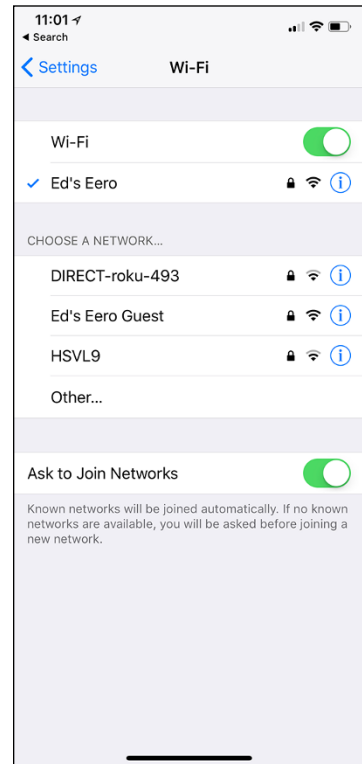 11:01
Search
Settings
Wi-Fi
Wi-Fi
Ed's Eero
CHOOSE A NETWORK...
DIRECT-roku-493
Ed's Eero Guest
HSVL9
Other...
Ask to Join Networks
Known networks will be joined automatically. If no known
networks are available, you will be asked before joining a
new network.